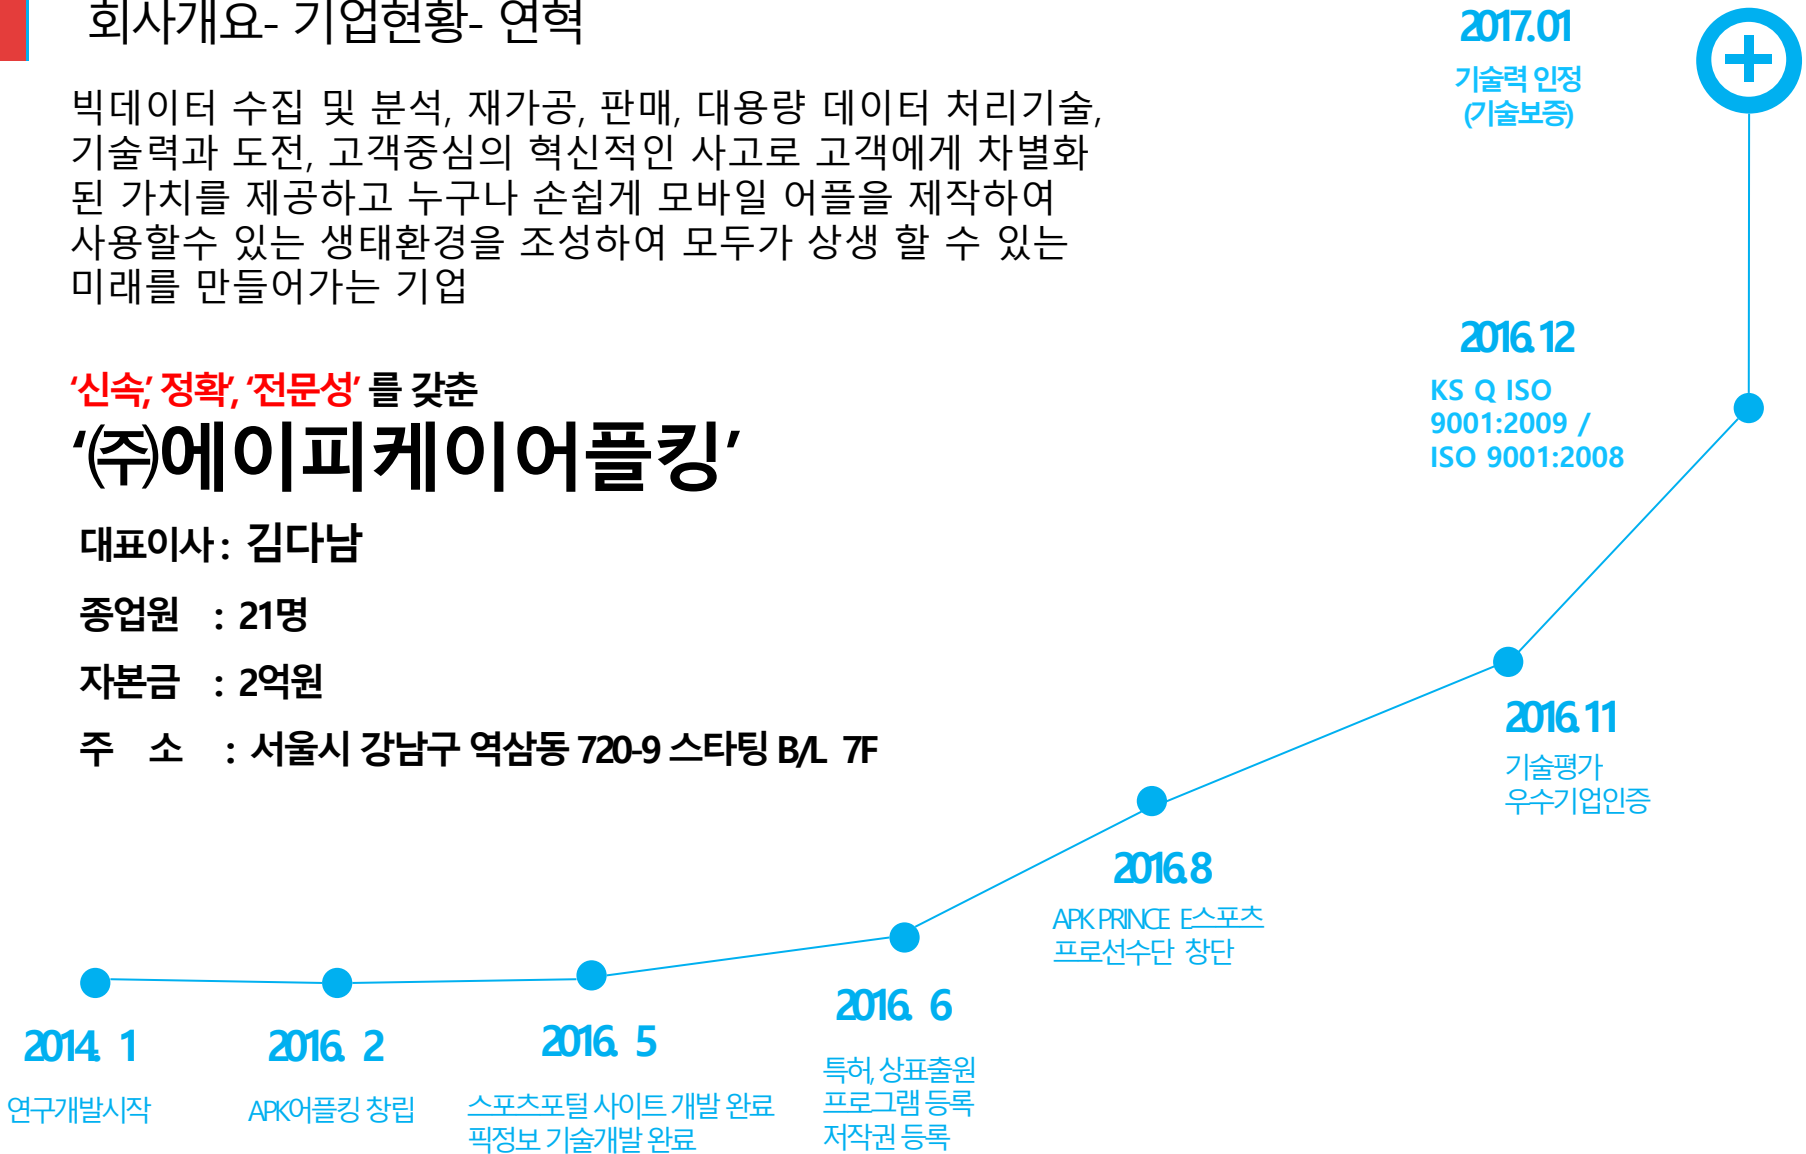 회사개요- 기업현황- 연혁
빅데이터 수집 및 분석, 재가공, 판매, 대용량 데이터 처리기술,
기술력과 도전, 고객중심의 혁신적인 사고로 고객에게 차별화
된 가치를 제공하고 누구나 손쉽게 모바일 어플을 제작하여
사용할수 있는 생태환경을 조성하여 모두가 상생 할 수 있는
미래를 만들어가는 기업
‘신속’, 정확’, ‘전문성’ 를 갖춘
‘㈜에이피케이어플킹’
대표이사 : 김다남
종업원 : 21명
자본금 : 2억원
주 소 : 서울시 강남구 역삼동 720-9 스타팅 B/L 7F
2014. 1
연구개발시작
2016. 2
APK어플킹 창립
2016. 5
스포츠포털 사이트 개발 완료
픽정보 기술개발 완료
2016. 6
특허, 상표출원
프로그램 등록
저작권 등록
2016.8
APK PRINCE E스포츠
프로선수단 창단
2016.11
기술평가
우수기업인증
2016.12
KS Q ISO
9001:2009 /
ISO 9001:2008
2017.01
기술력 인정
(기술보증)